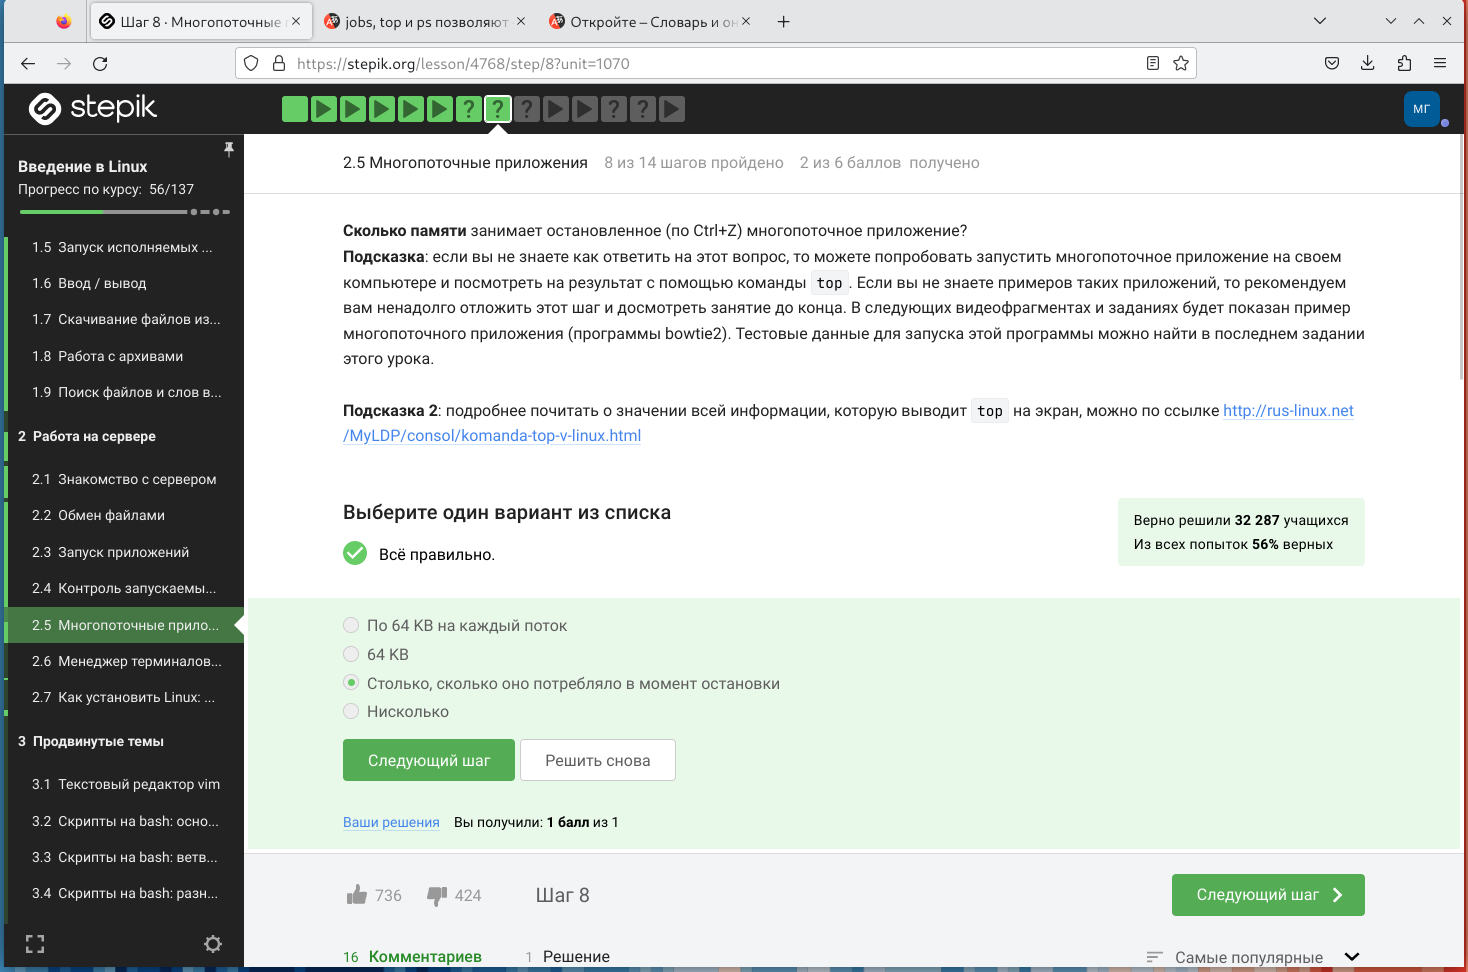 Шаг 8 · Многопоточные
jobs, top и ps позволяют
Откройте – Словарь и он
https://stepik.org/lesson/4768/step/8?unit=1070
stepik
? ? ? ? ?
МГ
Введение в Linux
Прогресс по курсу: 56/137
1.5 Запуск исполняемых ...
1.6 Ввод / вывод
1.7 Скачивание файлов из...
1.8 Работа с архивами
1.9 Поиск файлов и слов в...
2 Работа на сервере
2.1 Знакомство с сервером
2.2 Обмен файлами
2.3 Запуск приложений
2.4 Контроль запускаемы...
2.5 Многопоточные прило...
2.6 Менеджер терминалов...
2.7 Как установить Linux: ...
3 Продвинутые темы
3.1 Текстовый редактор vim
3.2 Скрипты на bash: осно...
3.3 Скрипты на bash: ветв...
3.4 Скрипты на bash: разн...
2.5 Многопоточные приложения 8 из 14 шагов пройдено 2 из 6 баллов получено
Сколько памяти занимает остановленное (по Ctrl+Z) многопоточное приложение?
Подсказка: если вы не знаете как ответить на этот вопрос, то можете попробовать запустить многопоточное приложение на своем
компьютере и посмотреть на результат с помощью команды top. Если вы не знаете примеров таких приложений, то рекомендуем
вам ненадолго отложить этот шаг и досмотреть занятие до конца. В следующих видеофрагментах и заданиях будет показан пример
многопоточного приложения (программы bowtie2). Тестовые данные для запуска этой программы можно найти в последнем задании
этого урока.
Подсказка 2: подробнее почитать о значении всей информации, которую выводит top на экран, можно по ссылке http://rus-linux.net
/MyLDP/consol/komanda-top-v-linux.html
Выберите один вариант из списка
Всё правильно.
Верно решили 32 287 учащихся
Из всех попыток 56% верных
По 64 KB на каждый поток
64 KB
Столько, сколько оно потребляло в момент остановки
Нисколько
Следующий шаг
Решить снова
Ваши решения Вы получили: 1 балл из 1
736 424 Шаг 8
Следующий шаг
16 Комментариев 1 Решение
Самые популярные